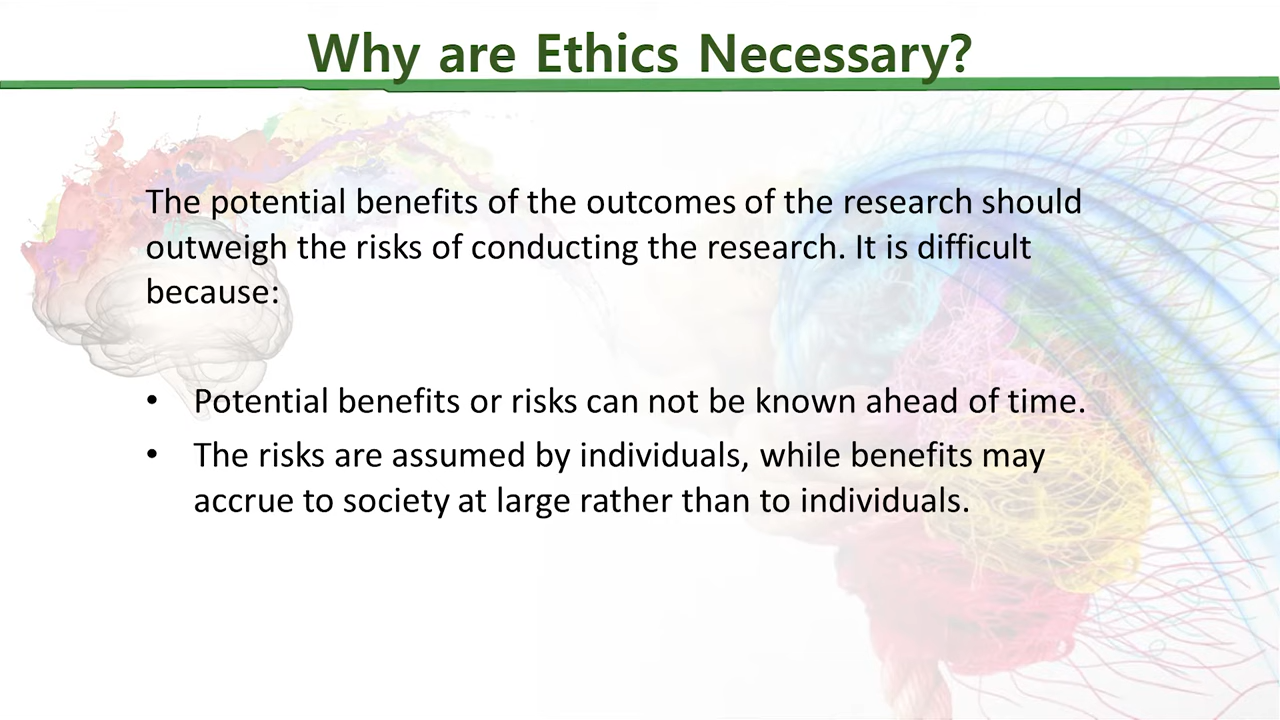 Why are Ethics Necessary?
The potential benefits of the outcomes of the research should
outweigh the risks of conducting the research. It is difficult
because:
• Potential benefits or risks can not be known ahead of time.
• The risks are assumed by individuals, while benefits may
accrue to society at large rather than to individuals.